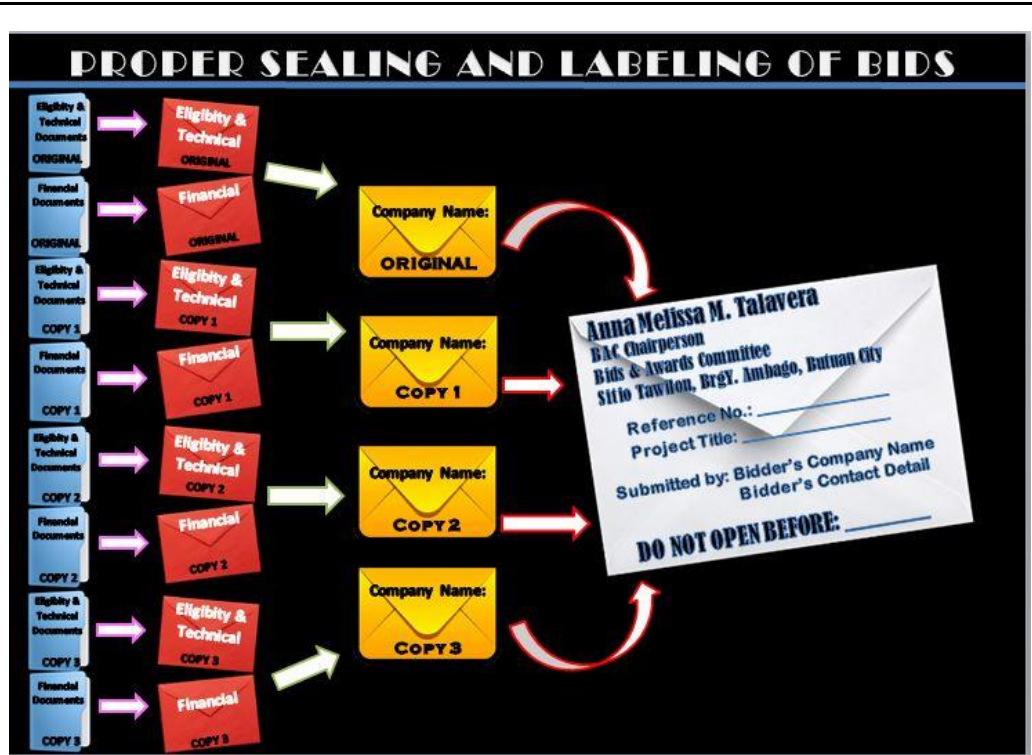 PROPER SEALING AND LABELING OF BIDS
Eligibity &
Technical
Documents
ORIGINAL
Eligibity &
Technical
ORIGINAL
Financial
Documents
ORIGINAL
Financial
ORIGINAL
Company Name:
ORIGINAL
Eligibity &
Technical
Documents
COPY 1
Eligibity &
Technical
COPY 1
Financial
Documents
COPY 1
Financial
COPY 1
Company Name:
COPY 1
Eligibity &
Technical
Documents
COPY 2
Eligibity &
Technical
COPY 2
Financial
Documents
COPY 2
Financial
COPY 2
Company Name:
COPY 2
Eligibity &
Technical
Documents
COPY 3
Eligibity &
Technical
COPY 3
Financial
Documents
COPY 3
Financial
COPY 3
Company Name:
COPY 3
Anna Melissa M. Talavera
BAC Chairperson
Bids & Awards Committee
Sitio Tawilon, BrgY. Ambago, Butuan City
Reference No.: ____________
Project Title: ____________
Submitted by: Bidder's Company Name
Bidder's Contact Detail
DO NOT OPEN BEFORE: ________